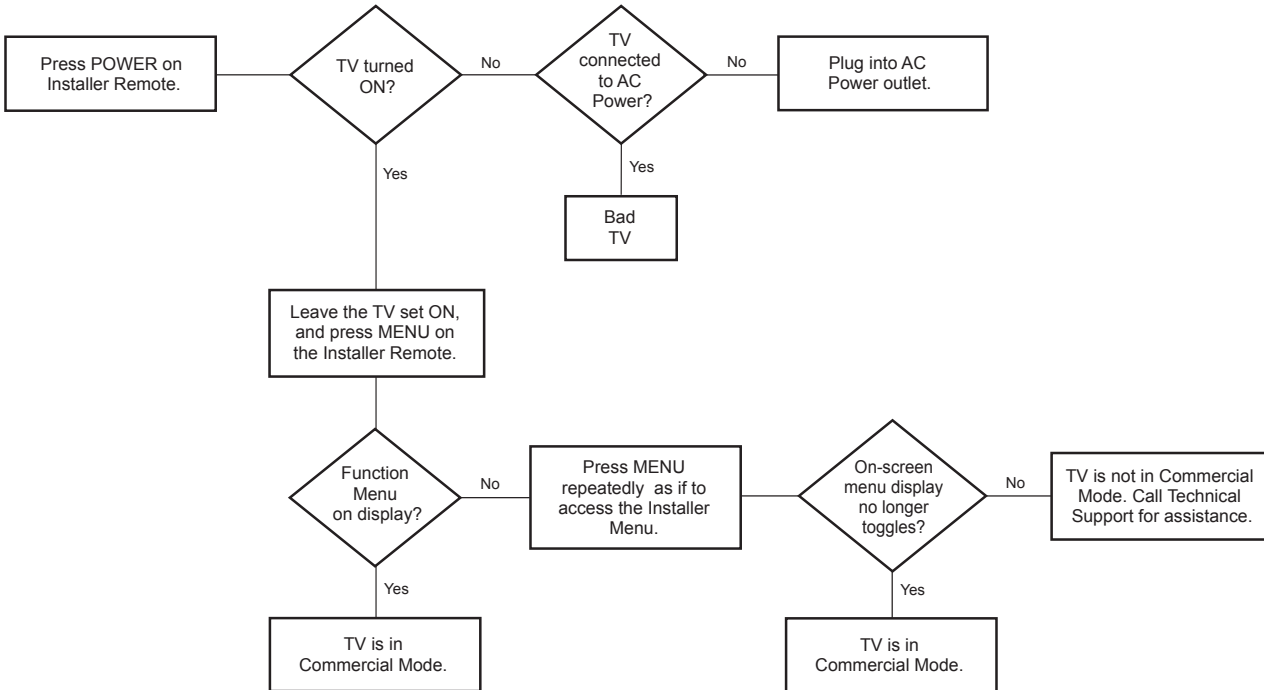 Press POWER on
Installer Remote.
TV turned
ON?
No
TV
connected
to AC
Power?
No
Plug into AC
Power outlet.
Yes
Yes
Bad
TV
Leave the TV set ON,
and press MENU on
the Installer Remote.
Function
Menu
on display?
No
Press MENU
repeatedly as if to
access the Installer
Menu.
On-screen
menu display
no longer
toggles?
No
TV is not in Commercial
Mode. Call Technical
Support for assistance.
Yes
Yes
TV is in
Commercial Mode.
TV is in
Commercial Mode.